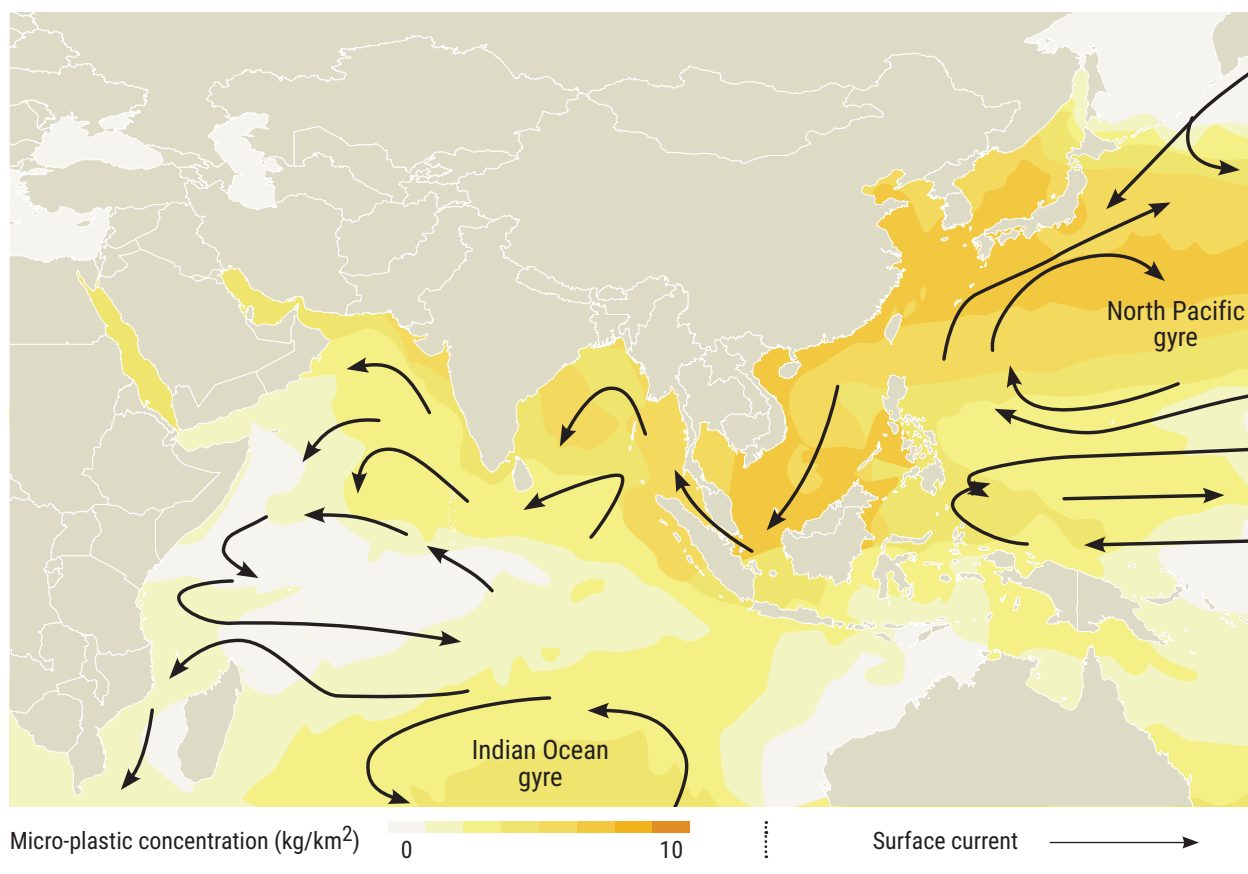 North Pacific
gyre
Indian Ocean
gyre
Micro-plastic concentration (kg/km²)
0
10
Surface current